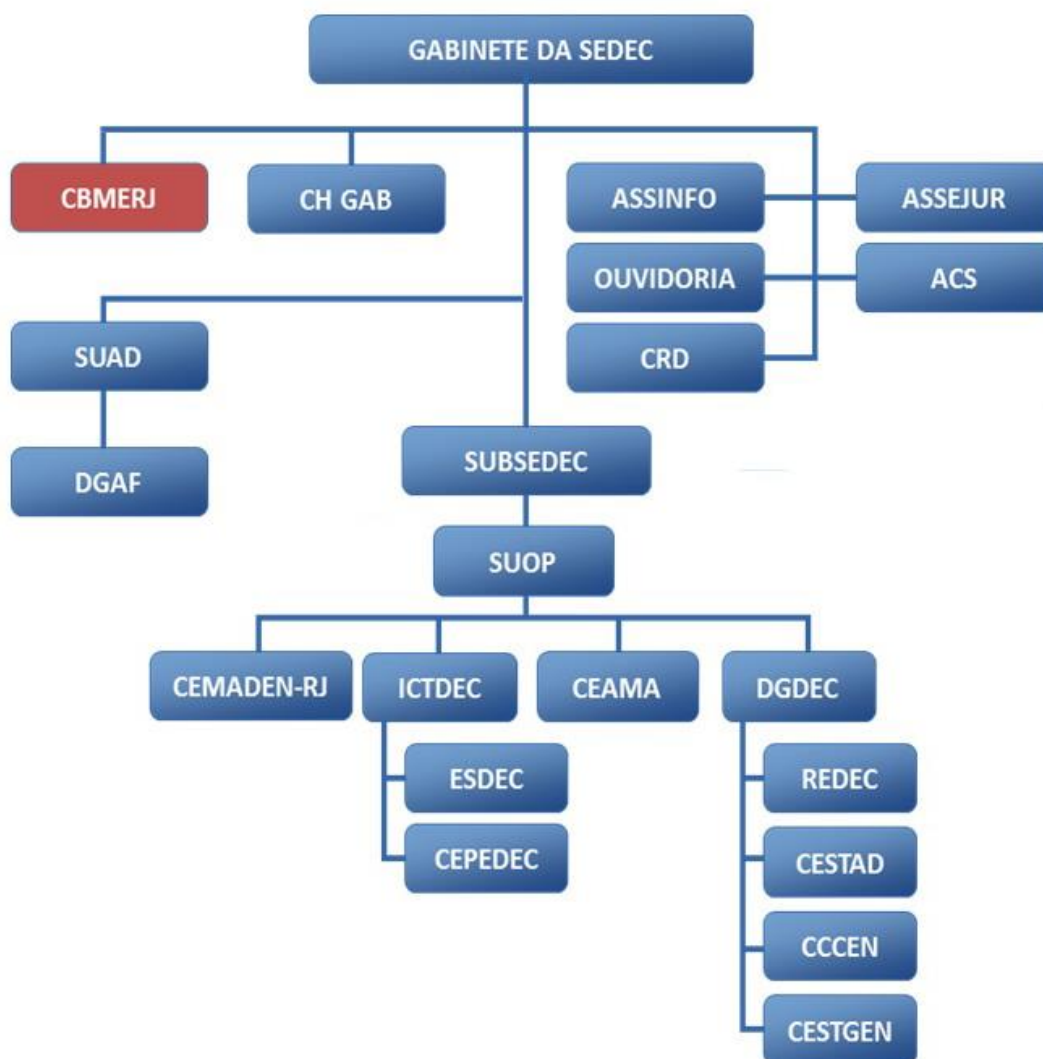 GABINETE DA SEDEC
CBMERJ
CH GAB
ASSINFO
ASSEJUR
OUVIDORIA
ACS
SUAD
CRD
DGAF
SUBSEDEC
SUOP
CEMADEN-RJ
ICTDEC
CEAMA
DGDEC
ESDEC
REDEC
CEPEDEC
CESTAD
CCCEN
CESTGEN